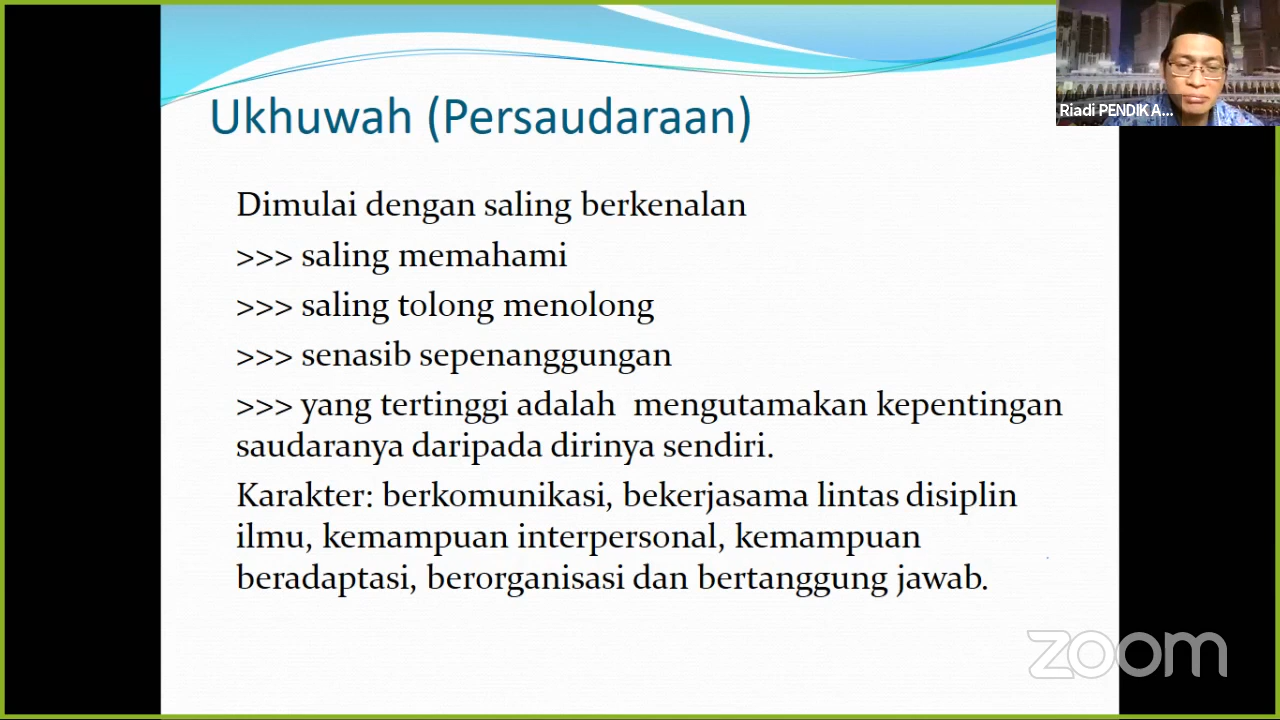 Ukhuwah (Persaudaraan)
Riadi PENDIK A...
Dimulai dengan saling berkenalan
>>> saling memahami
>>> saling tolong menolong
>>> senasib sepenanggungan
>>> yang tertinggi adalah mengutamakan kepentingan
saudaranya daripada dirinya sendiri.
Karakter: berkomunikasi, bekerjasama lintas disiplin
ilmu, kemampuan interpersonal, kemampuan
beradaptasi, berorganisasi dan bertanggung jawab.
zoom